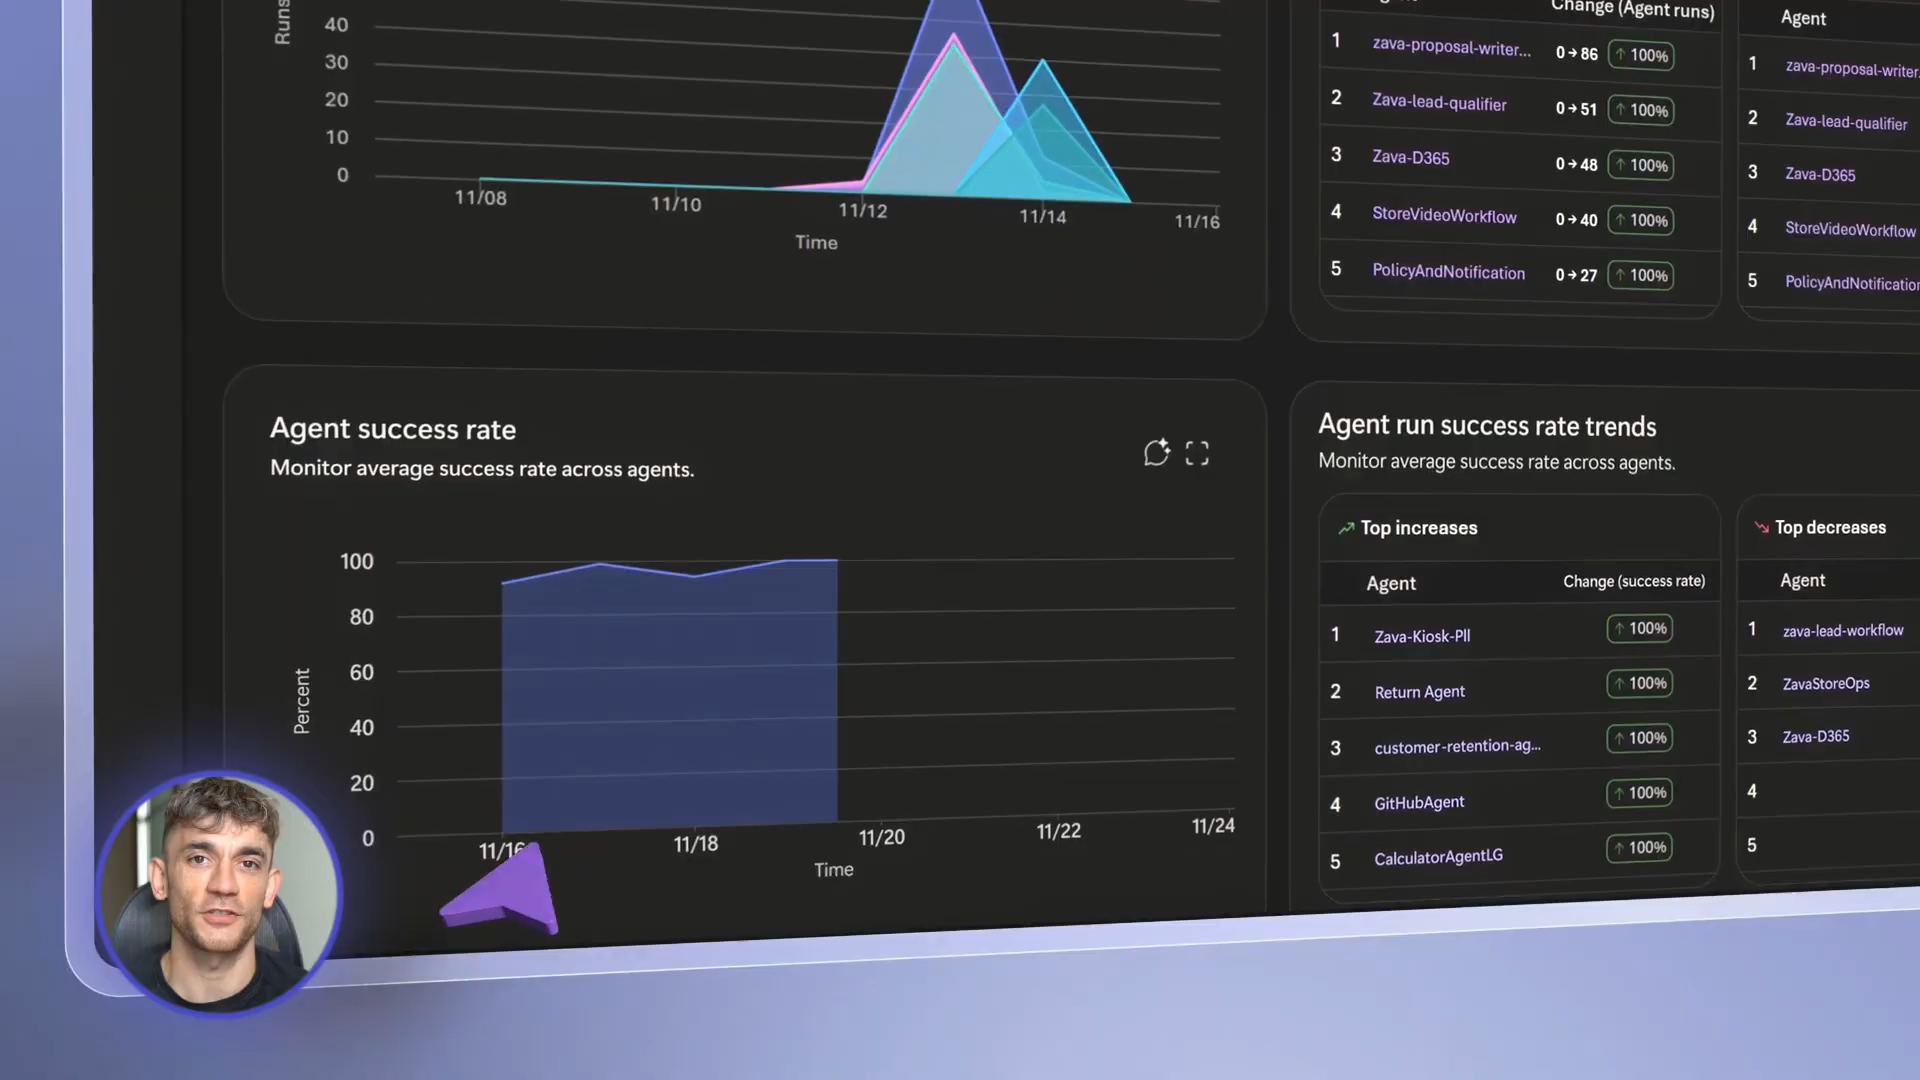 Runs
40
30
20
10
0
11/08
11/10
11/12
11/14
11/16
Time
Change (Agent runs)
1 zava-proposal-writer... 0→86 ↑ 100%
2 Zava-lead-qualifier 0→51 ↑ 100%
3 Zava-D365 0→48 ↑ 100%
4 StoreVideoWorkflow 0→40 ↑ 100%
5 PolicyAndNotification 0→27 ↑ 100%
Agent
1 zava-proposal-writer.
2 Zava-lead-qualifier
3 Zava-D365
4 StoreVideoWorkflow
5 PolicyAndNotification
Agent success rate
Monitor average success rate across agents.
Percent
100
80
60
40
20
0
11/16
11/18
11/20
11/22
11/24
Time
Agent run success rate trends
Monitor average success rate across agents.
Top increases
Agent Change (success rate)
1 Zava-Kiosk-Pll ↑ 100%
2 Return Agent ↑ 100%
3 customer-retention-ag... ↑ 100%
4 GitHubAgent ↑ 100%
5 CalculatorAgentLG ↑ 100%
Top decreases
Agent
1 zava-lead-workflow
2 ZavaStoreOps
3 Zava-D365
4
5